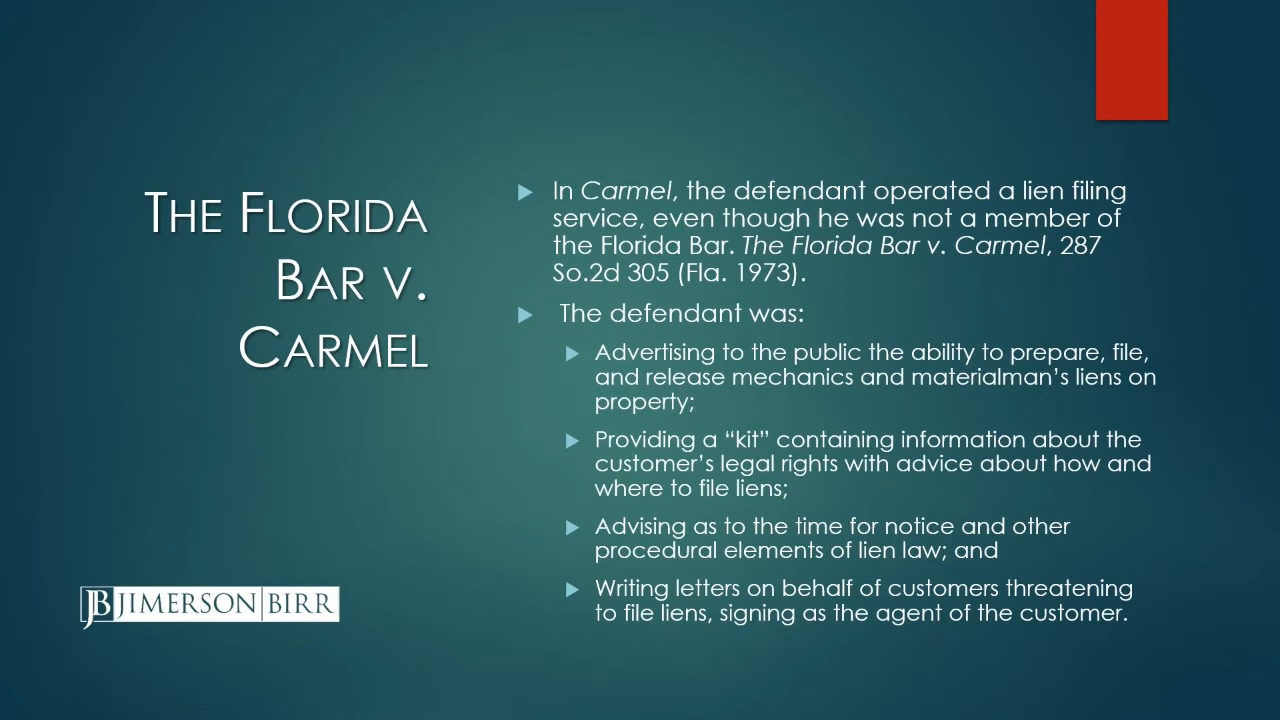 THE FLORIDA
BAR V.
CARMEL
In Carmel, the defendant operated a lien filing
service, even though he was not a member of
the Florida Bar. The Florida Bar v. Carmel, 287
So.2d 305 (Fla. 1973).
The defendant was:
Advertising to the public the ability to prepare, file,
and release mechanics and materialman’s liens on
property;
Providing a “kit” containing information about the
customer’s legal rights with advice about how and
where to file liens;
Advising as to the time for notice and other
procedural elements of lien law; and
Writing letters on behalf of customers threatening
to file liens, signing as the agent of the customer.
JB JIMERSON BIRR